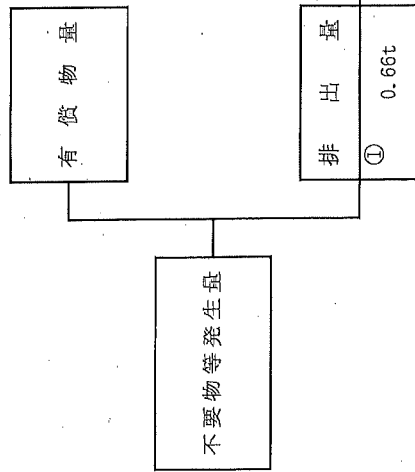 不要物等発生量
有償物量
排出量
①
0.66t